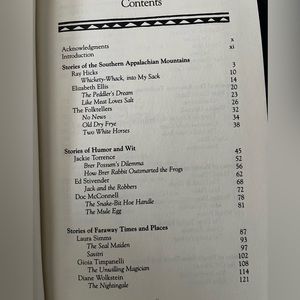 Contents
Acknowledgments x
Introduction xi
Stories of the Southern Appalachian Mountains 3
Ray Hicks 10
Whickety-Whack, into My Sack 14
Elizabeth Ellis 20
The Peddler's Dream 23
Like Meat Loves Salt 26
The Folktellers 32
No News 34
Old Dry Frye 38
Two White Horses
Stories of Humor and Wit 45
Jackie Torrence 52
Brer Possum's Dilemma 56
How Brer Rabbit Outsmarted the Frogs 62
Ed Stivender 68
Jack and the Robbers 72
Doc McConnell 78
The Snake-Bit Hoe Handle 81
The Mule Egg
Stories of Faraway Times and Places 87
Laura Simms 93
The Seal Maiden 97
Savitri 102
Gioia Timpanelli 108
The Unwilling Magician 114
Diane Wolkstein 121
The Nightingale